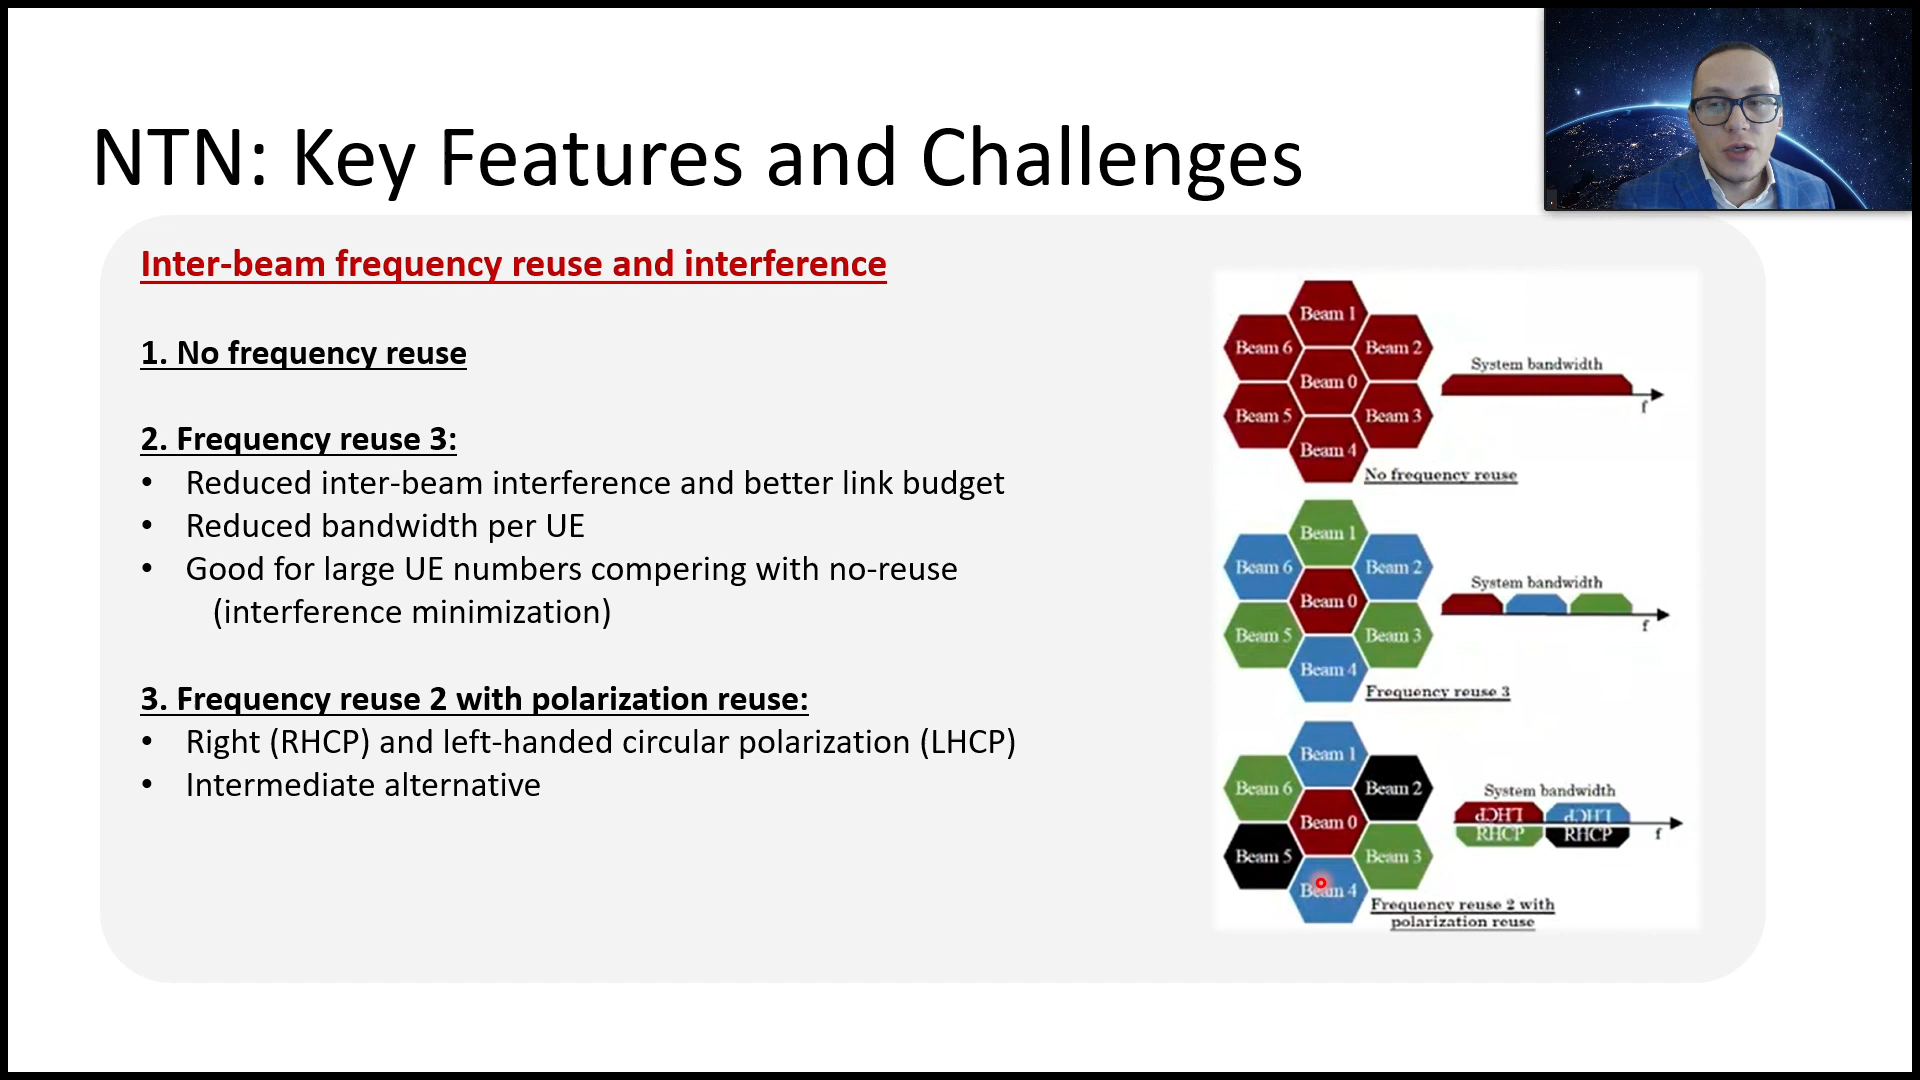 NTN: Key Features and Challenges
Inter-beam frequency reuse and interference
1. No frequency reuse
2. Frequency reuse 3:
• Reduced inter-beam interference and better link budget
• Reduced bandwidth per UE
• Good for large UE numbers compering with no-reuse
(interference minimization)
3. Frequency reuse 2 with polarization reuse:
• Right (RHCP) and left-handed circular polarization (LHCP)
• Intermediate alternative
Beam 1
Beam 6
Beam 2
Beam 0
Beam 5
Beam 3
Beam 4
System bandwidth
f
No frequency reuse
Beam 1
Beam 6
Beam 2
Beam 0
Beam 5
Beam 3
Beam 4
System bandwidth
f
Frequency reuse 3
Beam 1
Beam 6
Beam 2
Beam 0
Beam 5
Beam 3
Beam 4
System bandwidth
LHCP LHCP
RHCP RHCP
f
Frequency reuse 2 with
polarization reuse